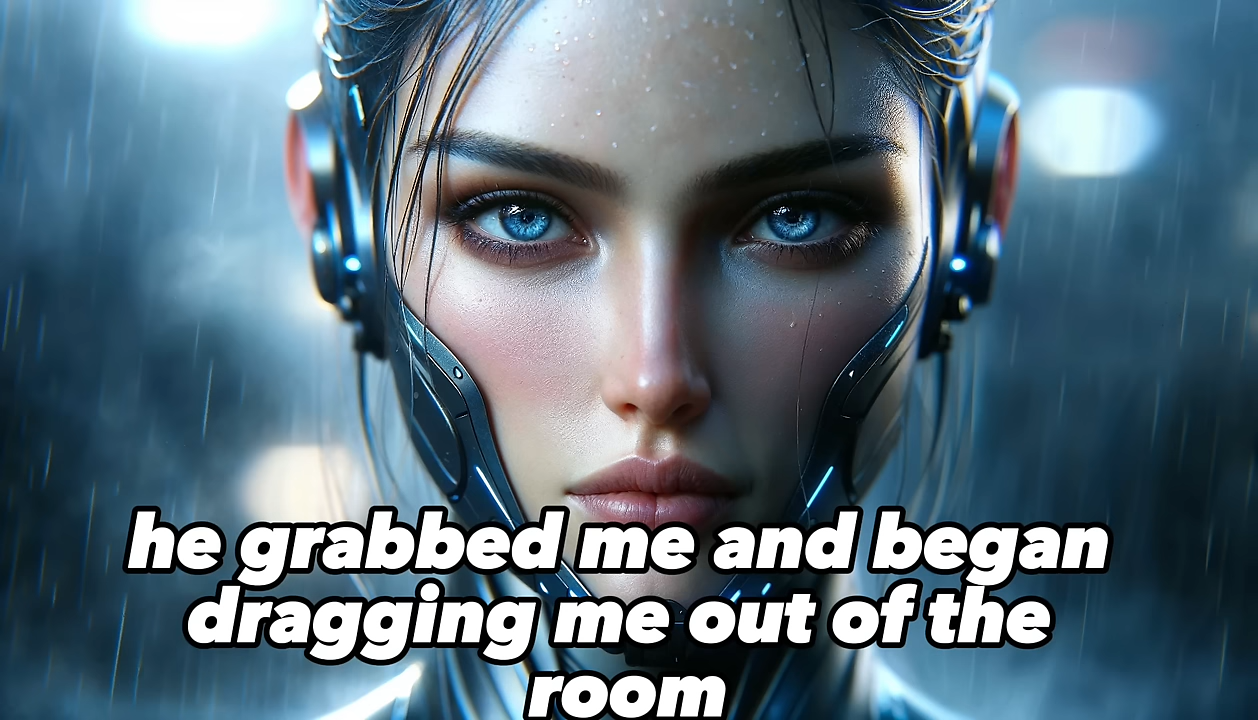 he grabbed me and began
dragging me out of the
room